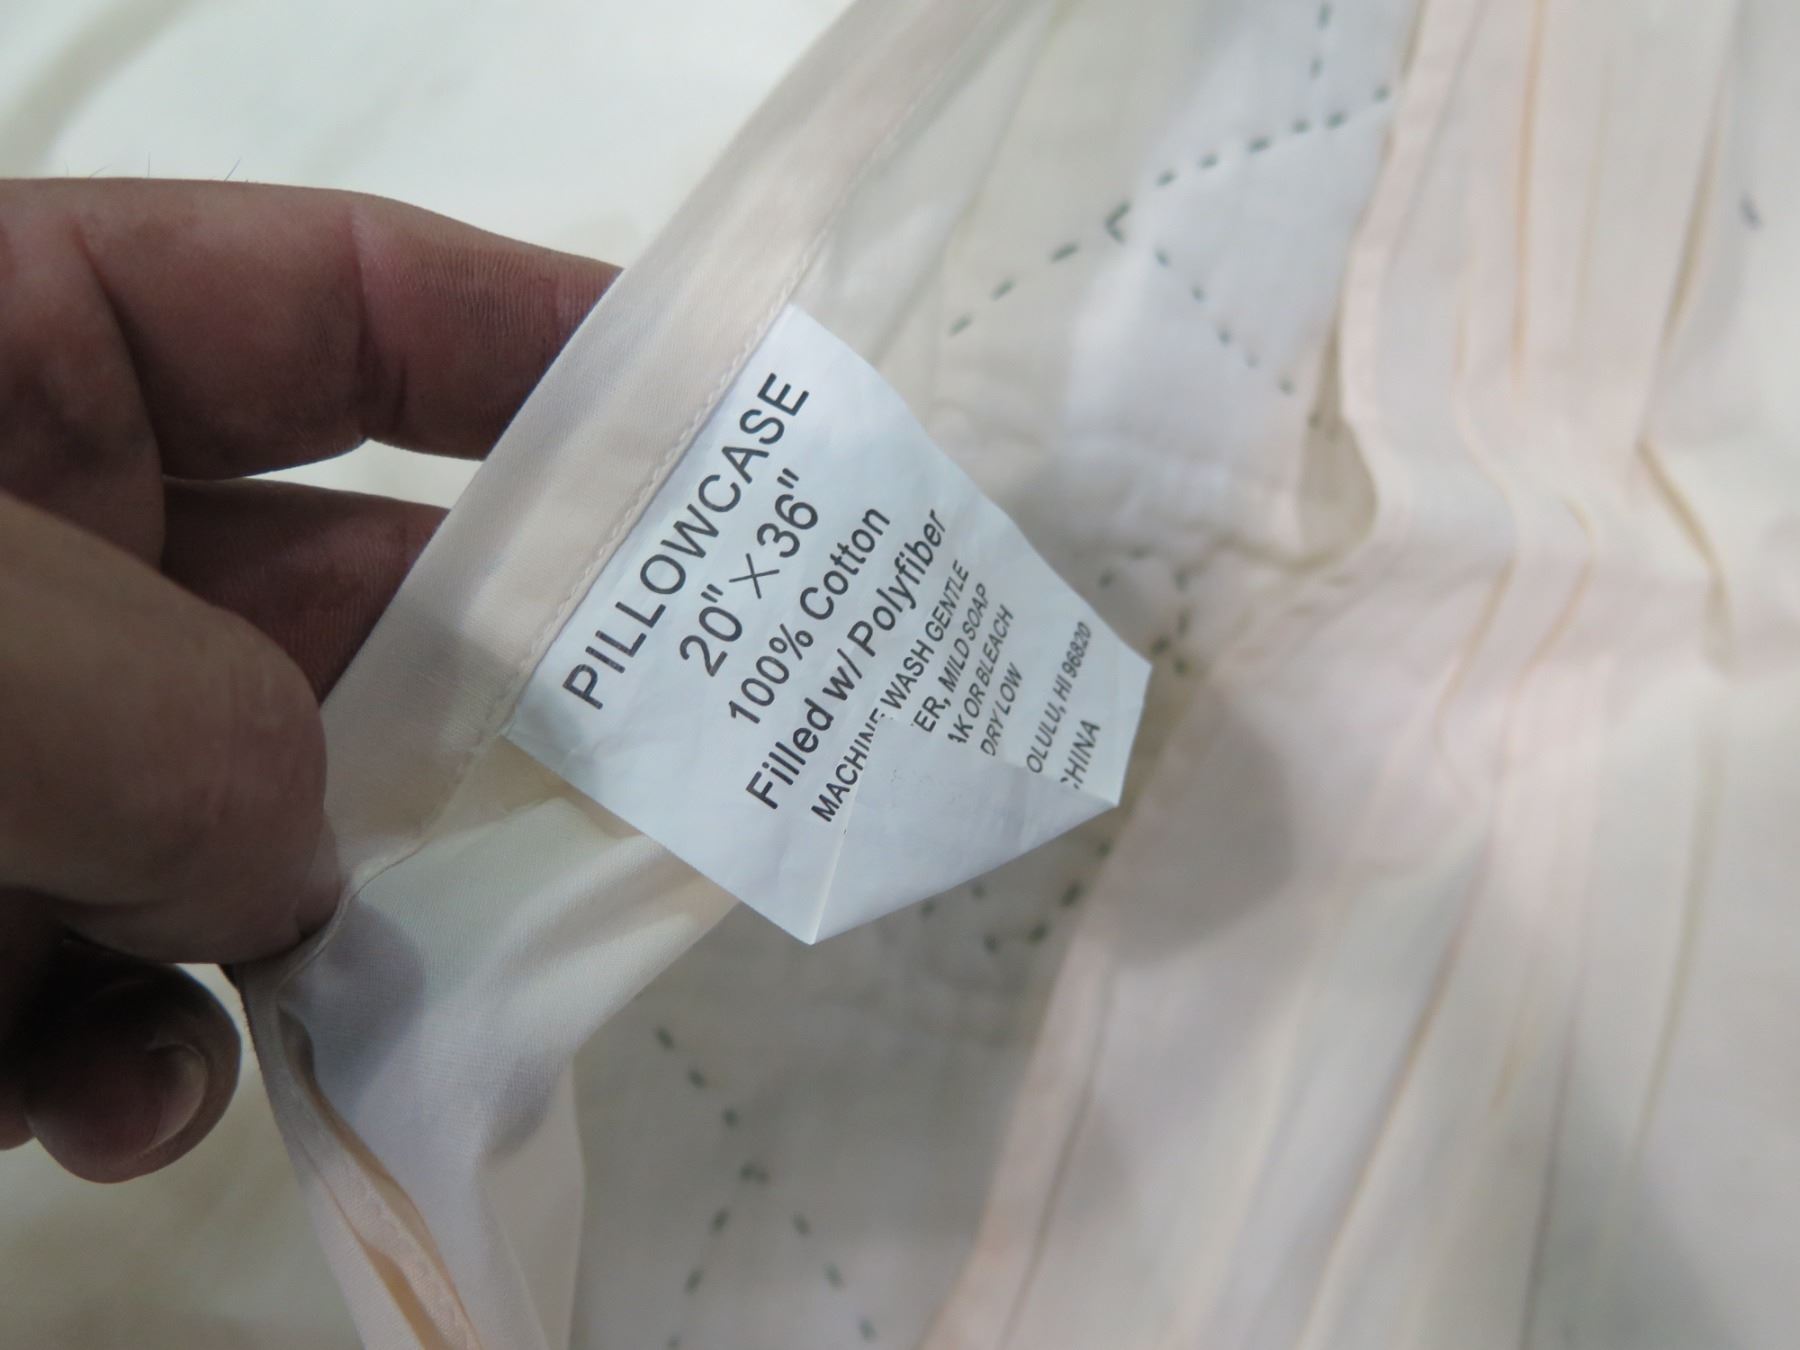 PILLOWCASE
20" X 36"
100% Cotton
Filled w/ Polyfiber
MACHINE WASH GENTLE
ER, MILD SOAP
AK OR BLEACH
DRY LOW
OLULU, HI 96820
CHINA